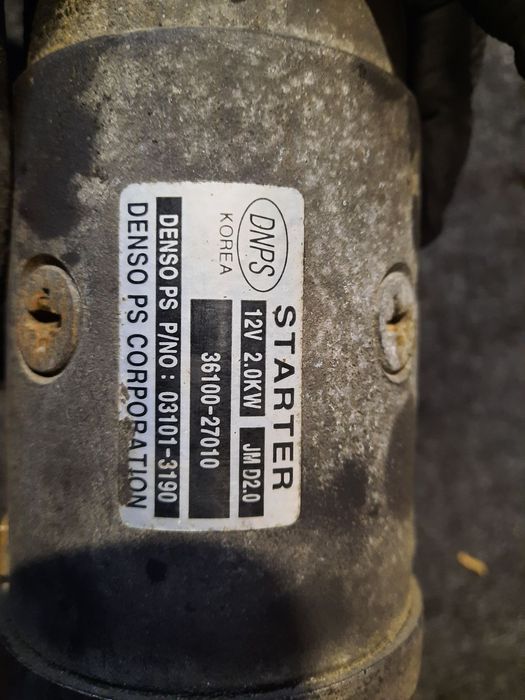 DNPS
KOREA
STARTER
12V 2.0KW JM D2.0
36100-27010
DENSO PS P/NO : 03101-3190
DENSO PS CORPORATION